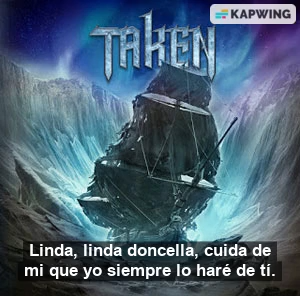 KAPWING
TAKEN
Linda, linda doncella, cuida de
mi que yo siempre lo haré de tí.